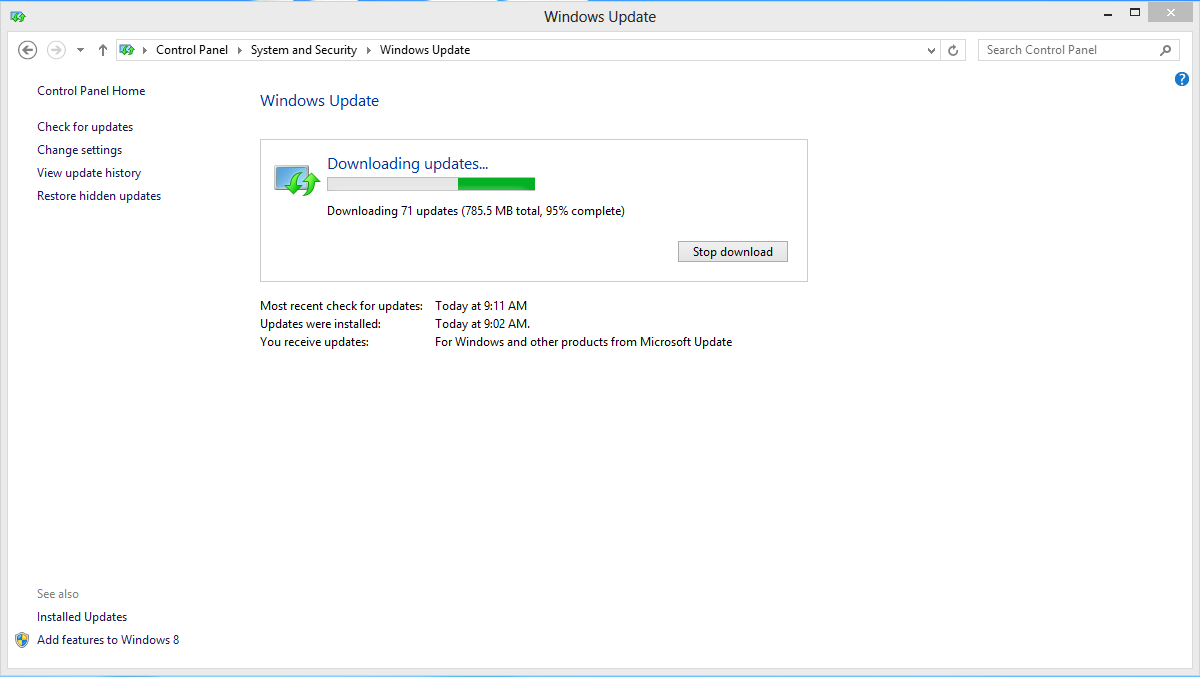 Windows Update
Control Panel System and Security Windows Update
Search Control Panel
Control Panel Home
Check for updates
Change settings
View update history
Restore hidden updates
Windows Update
Downloading updates...
Downloading 71 updates (785.5 MB total, 95% complete)
Stop download
Most recent check for updates: Today at 9:11 AM
Updates were installed: Today at 9:02 AM.
You receive updates: For Windows and other products from Microsoft Update
See also
Installed Updates
Add features to Windows 8